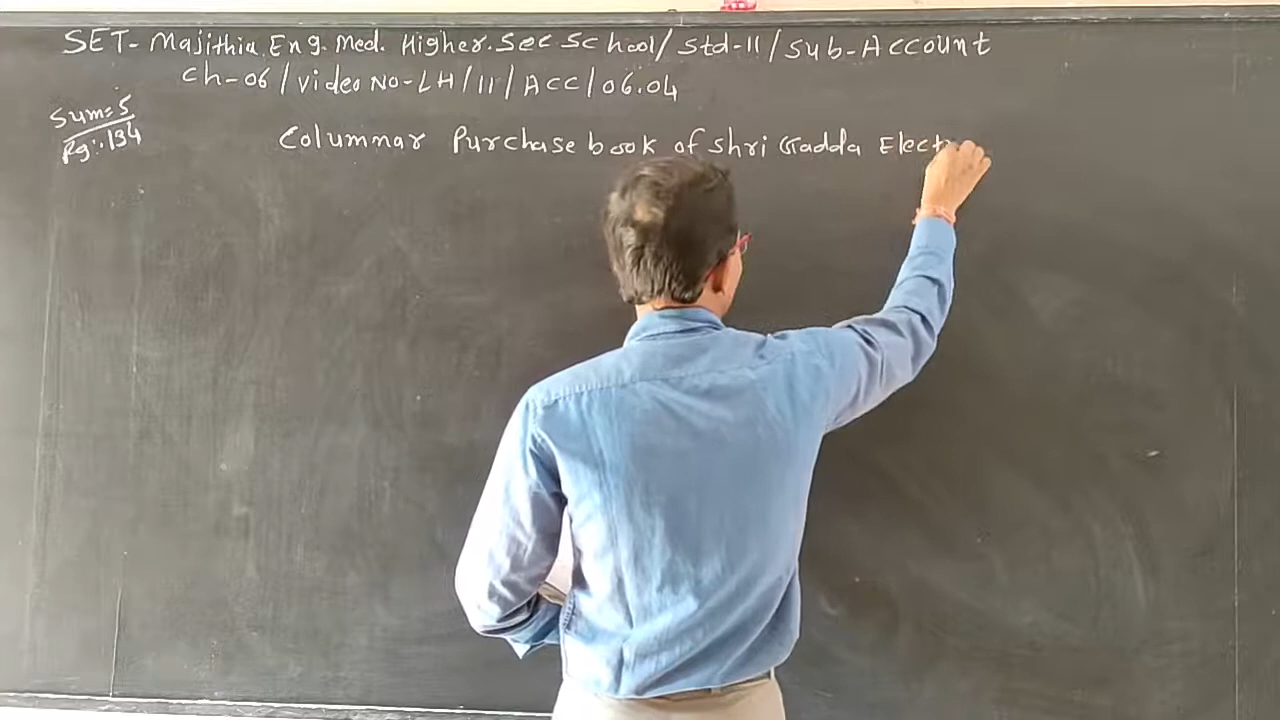 SET- Majithia Eng. Med. Higher. Sec School/ Std-11 / Sub-Account
Ch-06 / Video No-LH/11/ACC/06.04
Sum=5
Pg:.134
Columnar Purchase book of Shri Gadda Elect